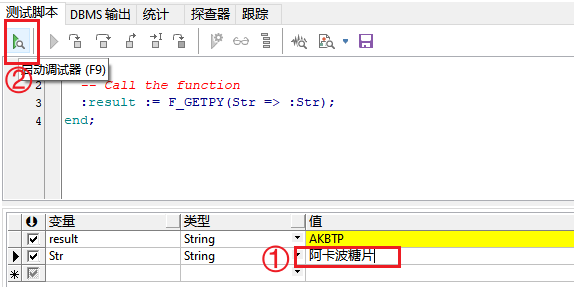 测试脚本 DBMS 输出 统计 探查器 跟踪
②
启动调试器 (F9)
2 -- Call the function
3 :result := F_GETPY(Str => :Str);
4 end;
变量 类型 值
result String AKBTP
① 
Str String 阿卡波糖片